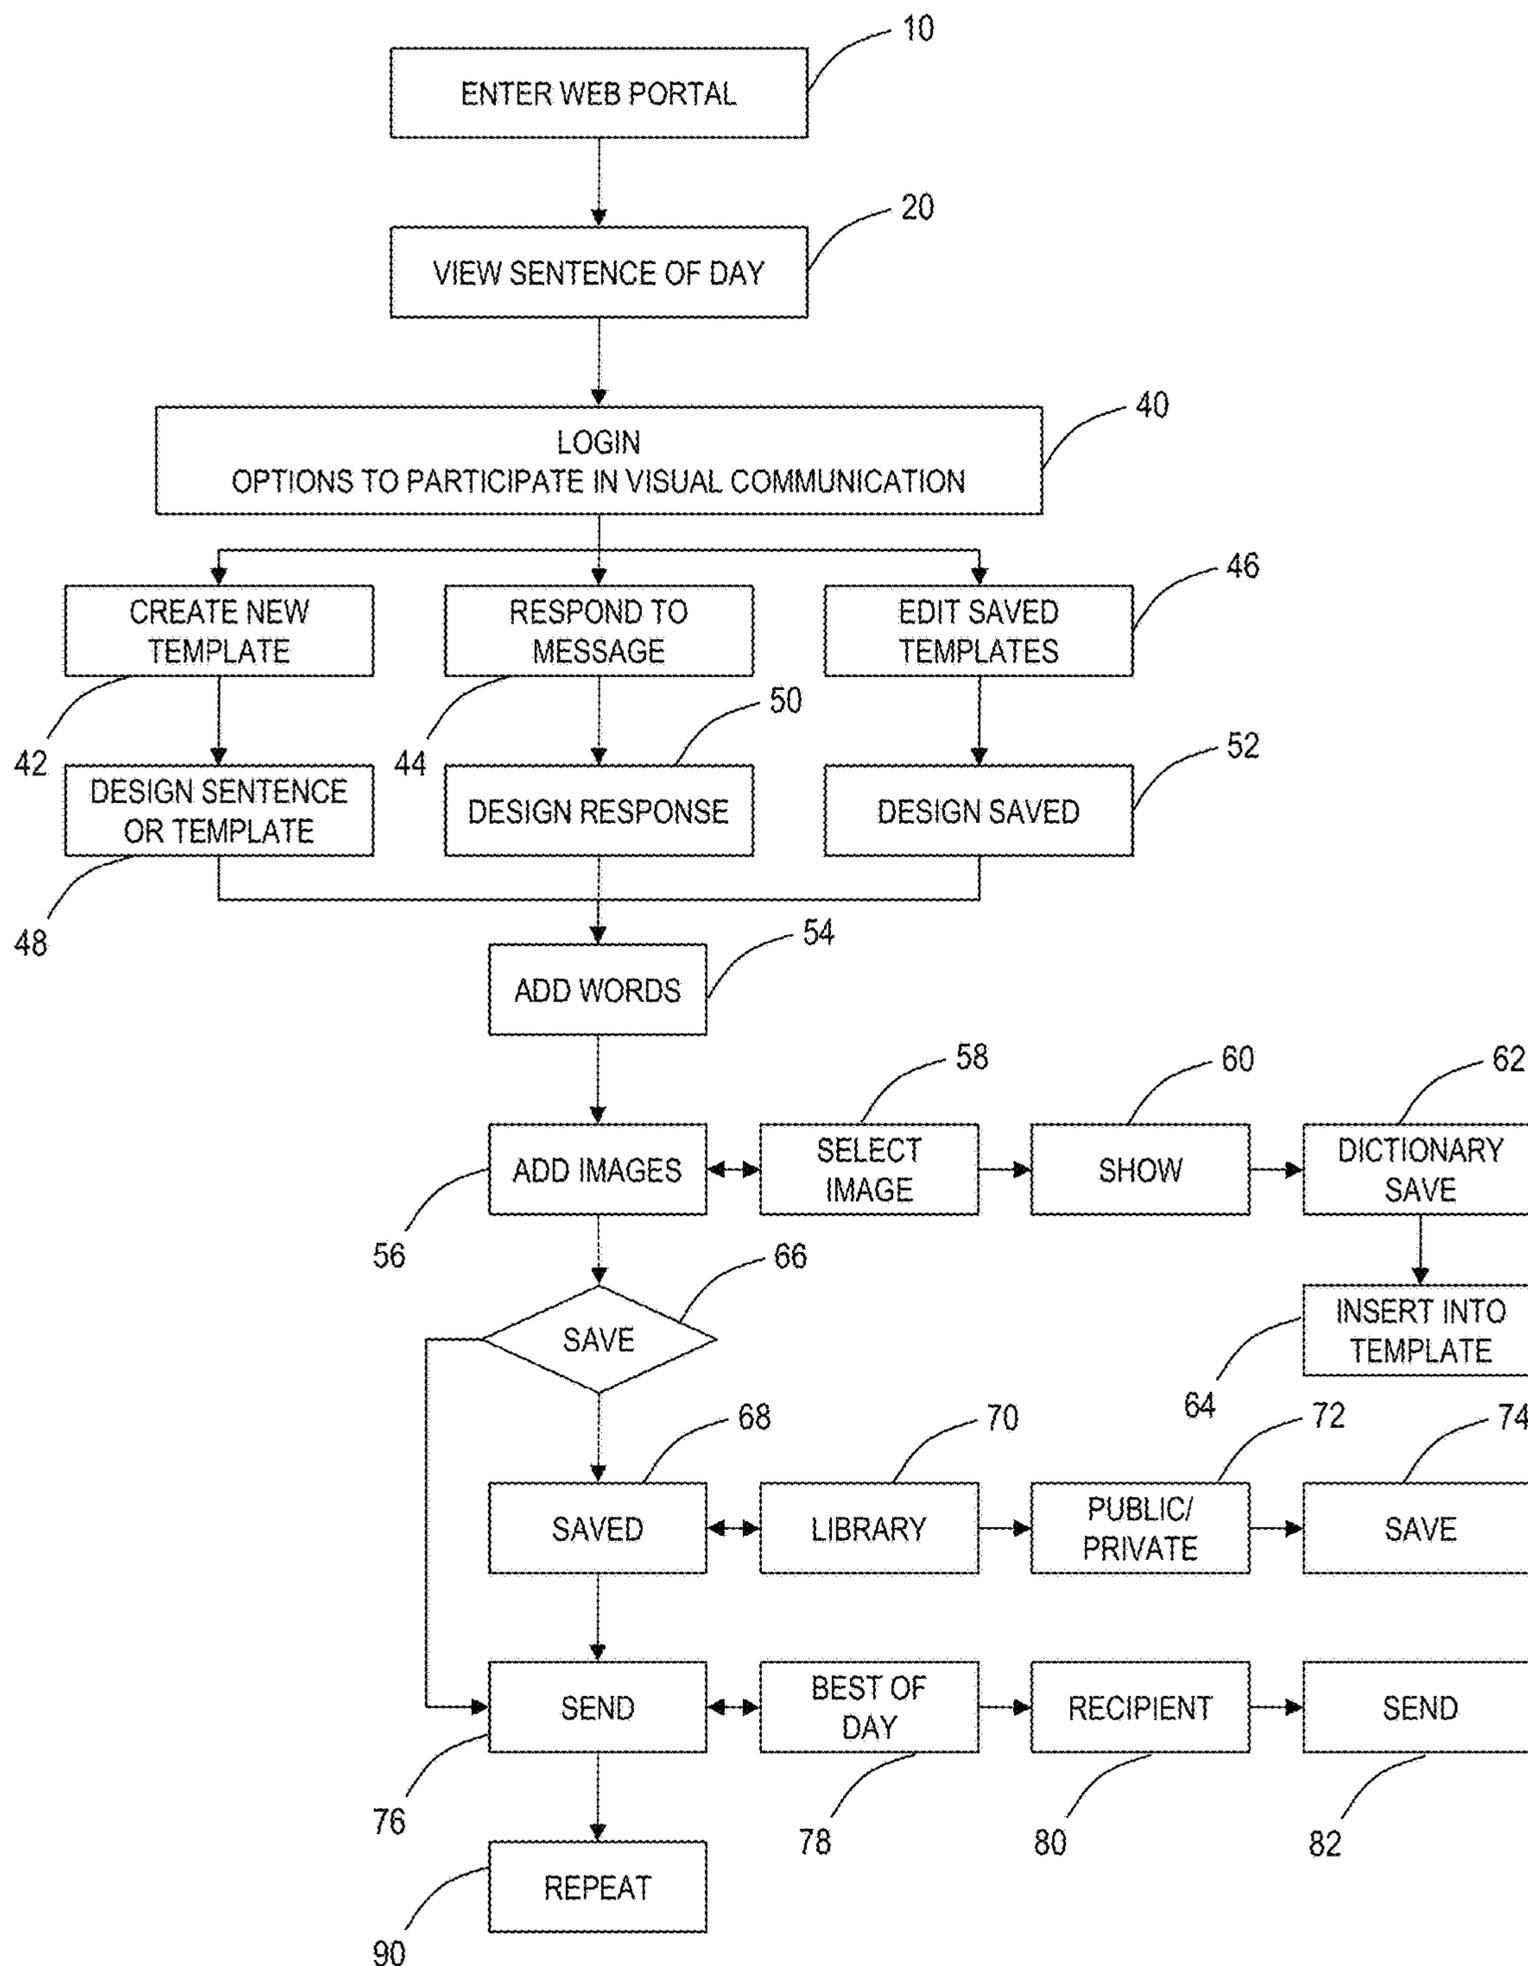 10
ENTER WEB PORTAL
20
VIEW SENTENCE OF DAY
40
LOGIN
OPTIONS TO PARTICIPATE IN VISUAL COMMUNICATION
46
CREATE NEW
TEMPLATE
RESPOND TO
MESSAGE
EDIT SAVED
TEMPLATES
42
44
50
52
DESIGN SENTENCE
OR TEMPLATE
DESIGN RESPONSE
DESIGN SAVED
48
54
ADD WORDS
58
60
62
ADD IMAGES
SELECT
IMAGE
SHOW
DICTIONARY
SAVE
56
66
SAVE
INSERT INTO
TEMPLATE
64
68
70
72
74
SAVED
LIBRARY
PUBLIC/
PRIVATE
SAVE
SEND
BEST OF
DAY
RECIPIENT
SEND
76
78
80
82
REPEAT
90